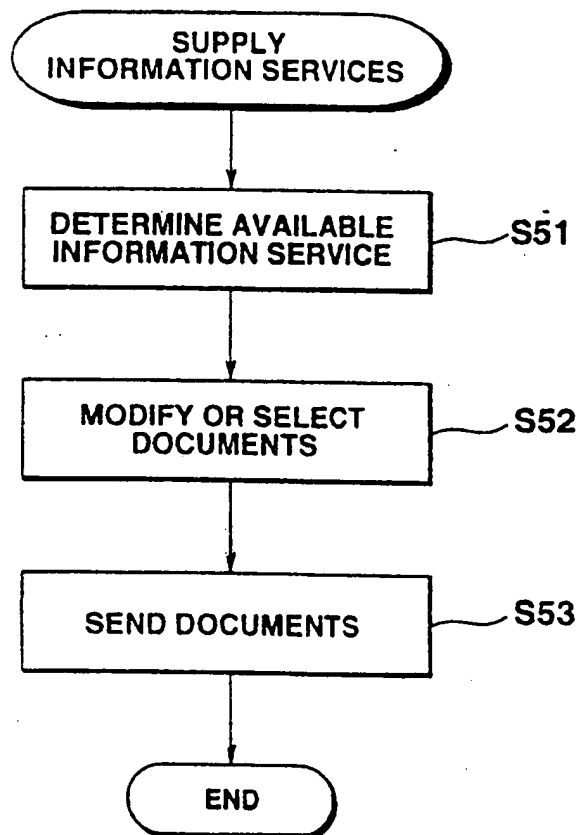 SUPPLY
INFORMATION SERVICES
DETERMINE AVAILABLE
INFORMATION SERVICE
S51
MODIFY OR SELECT
DOCUMENTS
S52
SEND DOCUMENTS
S53
END